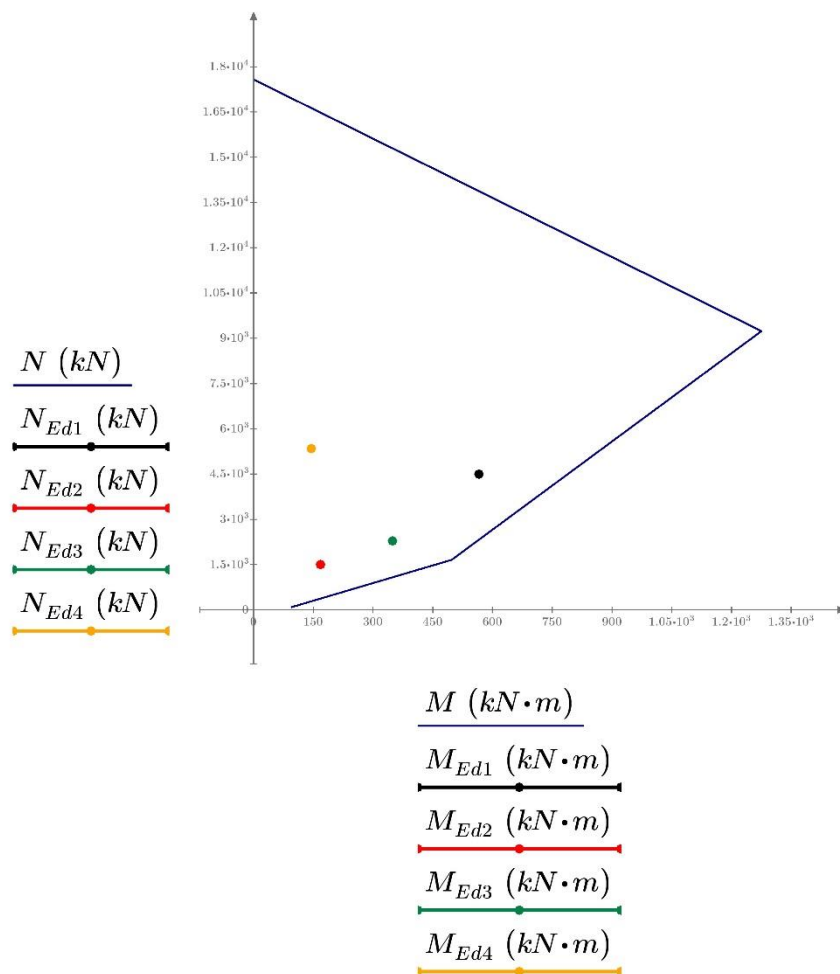 1.8•10⁴
1.65•10⁴
1.5•10⁴
1.35•10⁴
1.2•10⁴
1.05•10⁴
9•10³
7.5•10³
6•10³
4.5•10³
3•10³
1.5•10³
0
0 150 300 450 600 750 900 1.05•10³ 1.2•10³ 1.35•10³
N (kN)
N_Ed1 (kN)
N_Ed2 (kN)
N_Ed3 (kN)
N_Ed4 (kN)
M (kN•m)
M_Ed1 (kN•m)
M_Ed2 (kN•m)
M_Ed3 (kN•m)
M_Ed4 (kN•m)